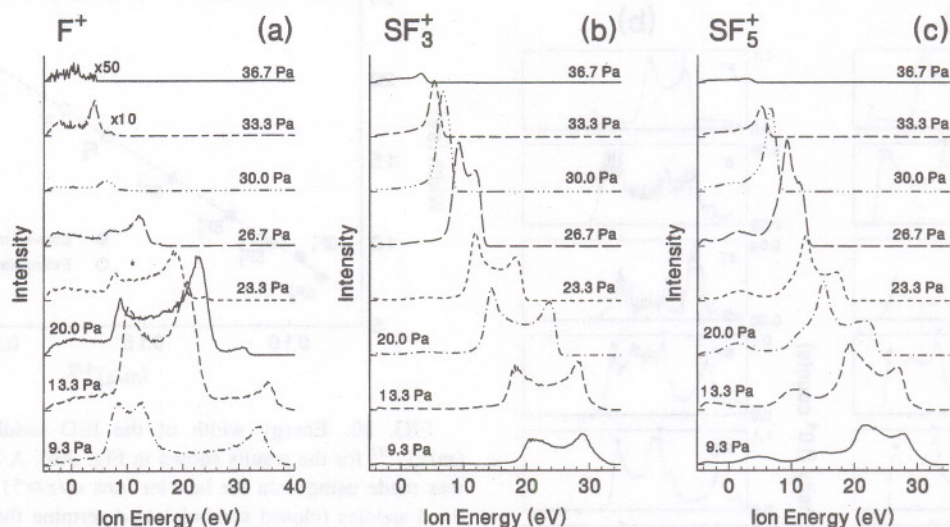 F+ (a)
x50
36.7 Pa
x10
33.3 Pa
30.0 Pa
26.7 Pa
*
23.3 Pa
20.0 Pa
13.3 Pa
9.3 Pa
Intensity
0 10 20 30 40
Ion Energy (eV)
SF3+ (b)
36.7 Pa
33.3 Pa
30.0 Pa
26.7 Pa
23.3 Pa
20.0 Pa
13.3 Pa
9.3 Pa
Intensity
0 10 20 30
Ion Energy (eV)
SF5+ (c)
36.7 Pa
33.3 Pa
30.0 Pa
26.7 Pa
23.3 Pa
20.0 Pa
13.3 Pa
9.3 Pa
Intensity
0 10 20 30
Ion Energy (eV)